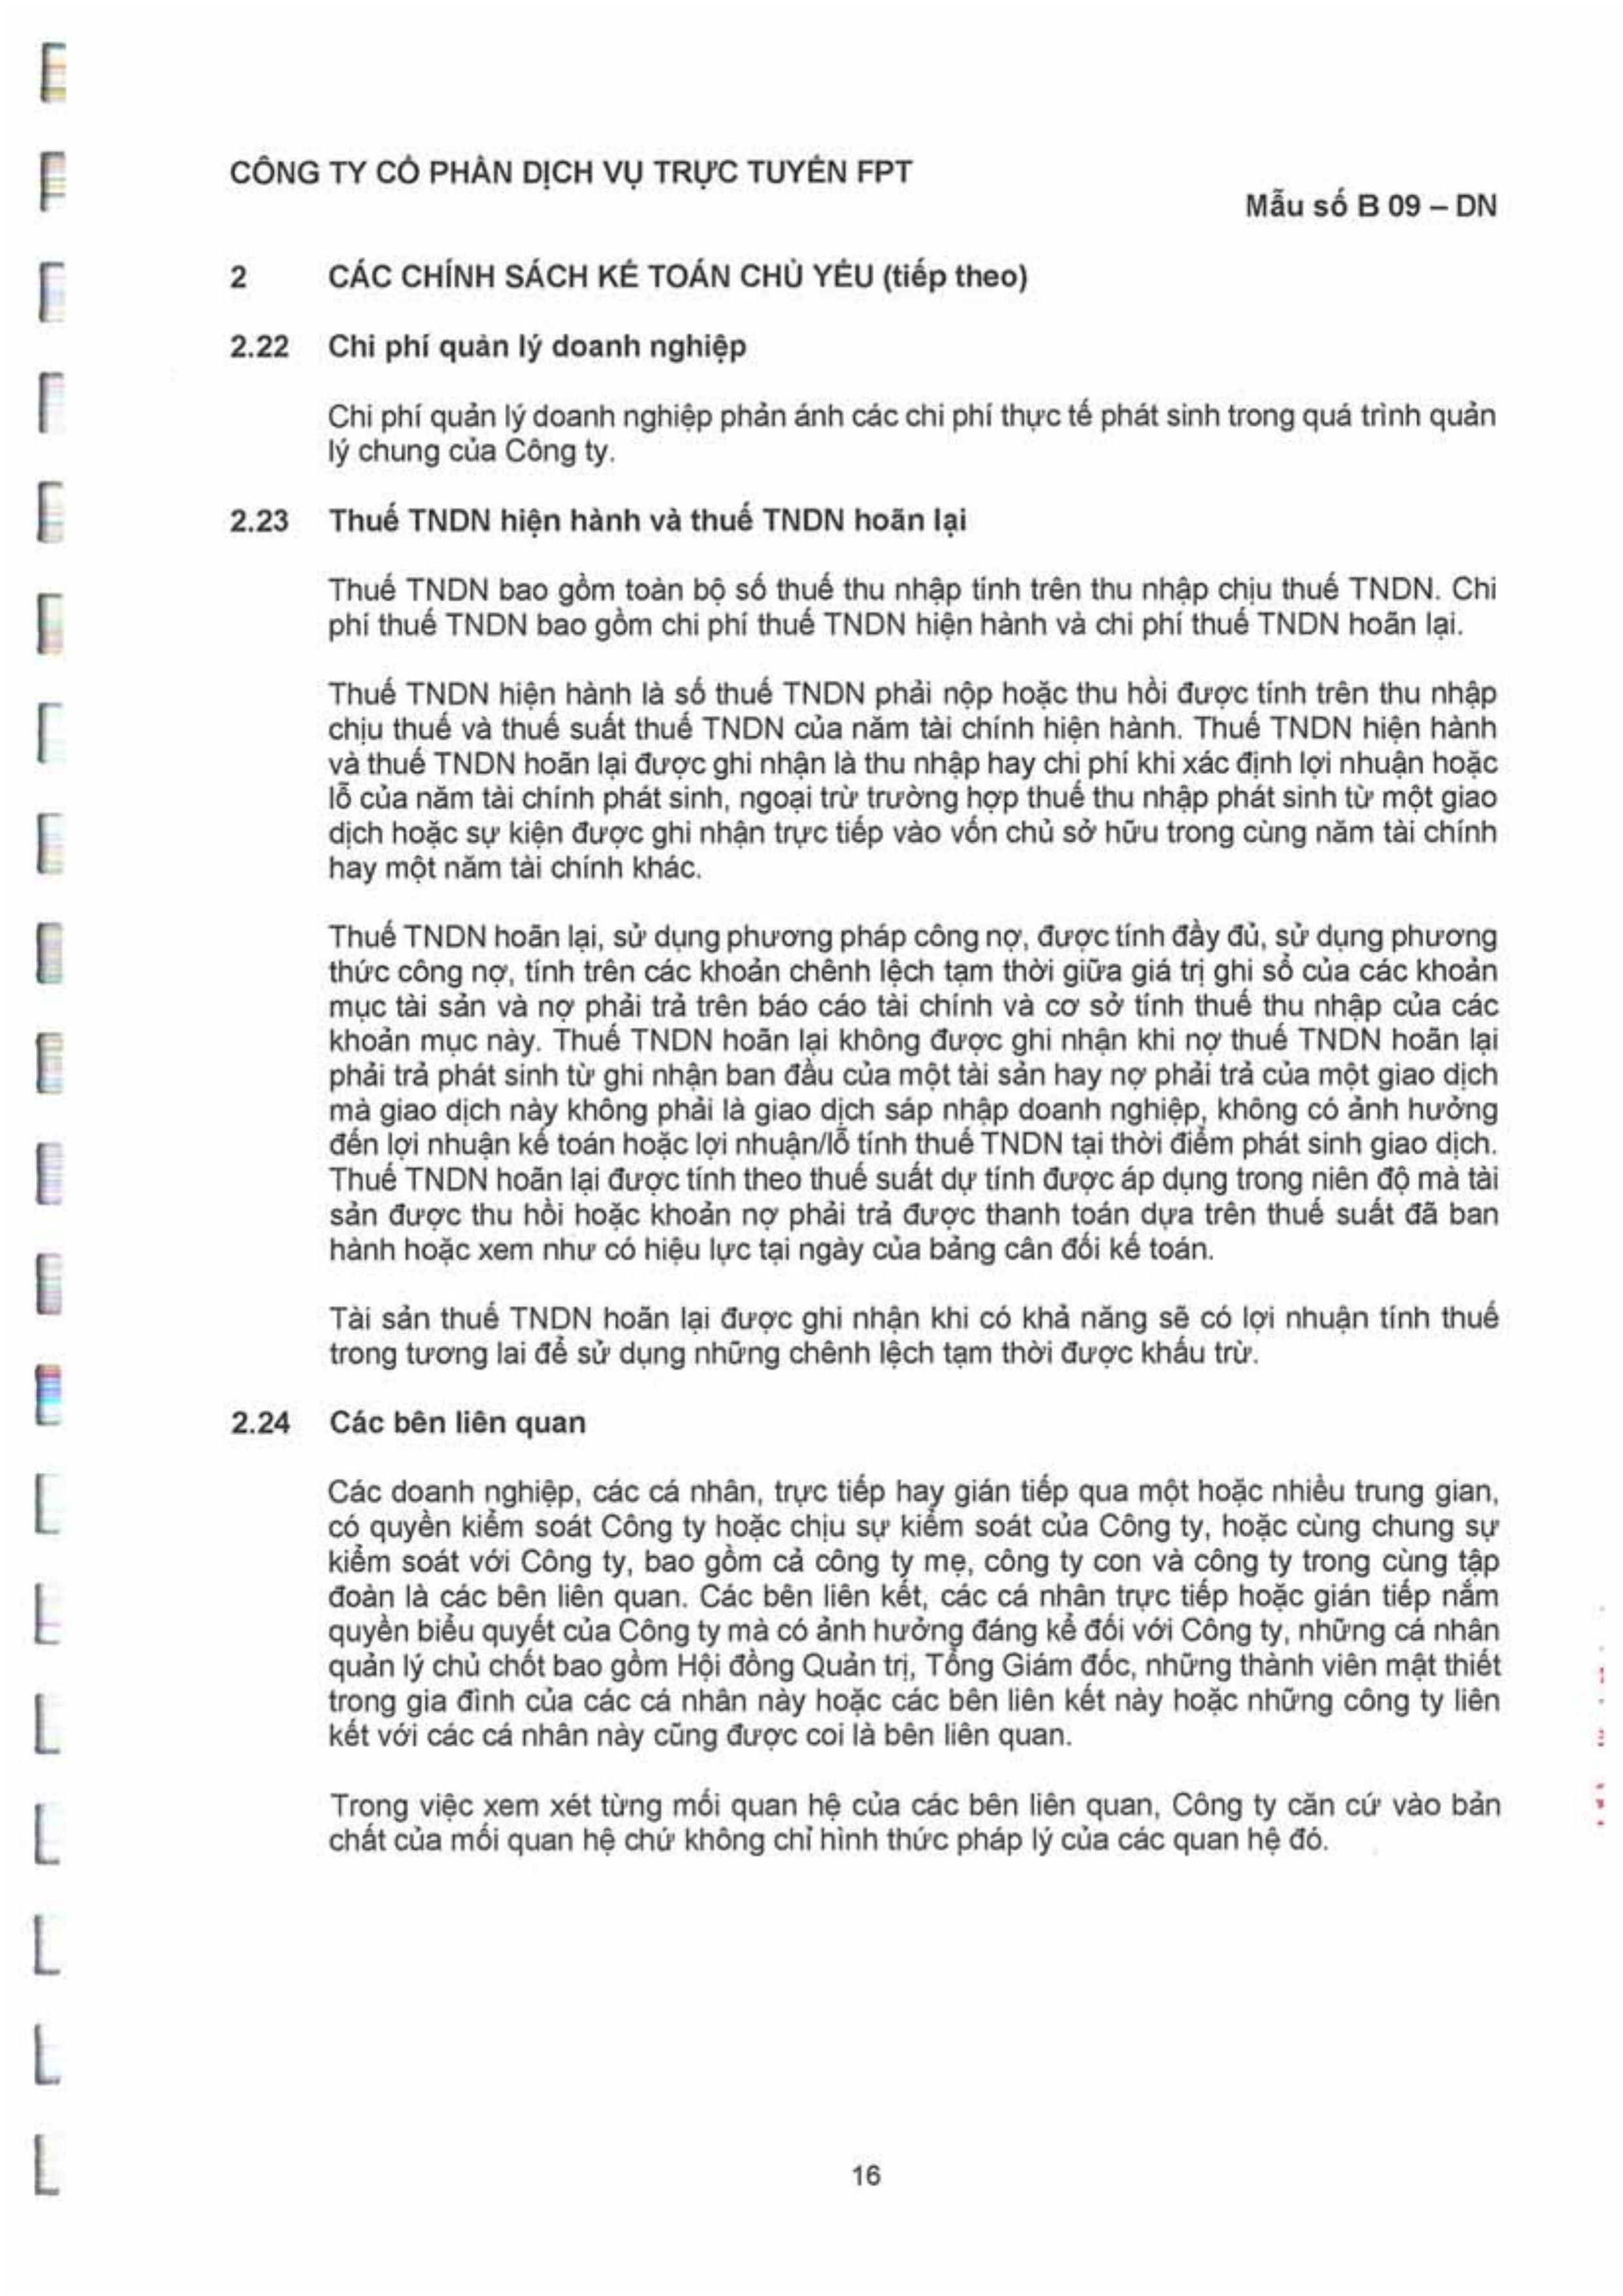 CÔNG TY CỔ PHẦN DỊCH VỤ TRỰC TUYẾN FPT
Mẫu số B 09 – DN
2 CÁC CHÍNH SÁCH KẾ TOÁN CHỦ YẾU (tiếp theo)
2.22 Chi phí quản lý doanh nghiệp
Chi phí quản lý doanh nghiệp phản ánh các chi phí thực tế phát sinh trong quá trình quản
lý chung của Công ty.
2.23 Thuế TNDN hiện hành và thuế TNDN hoãn lại
Thuế TNDN bao gồm toàn bộ số thuế thu nhập tính trên thu nhập chịu thuế TNDN. Chi
phí thuế TNDN bao gồm chi phí thuế TNDN hiện hành và chi phí thuế TNDN hoãn lại.
Thuế TNDN hiện hành là số thuế TNDN phải nộp hoặc thu hồi được tính trên thu nhập
chịu thuế và thuế suất thuế TNDN của năm tài chính hiện hành. Thuế TNDN hiện hành
và thuế TNDN hoãn lại được ghi nhận là thu nhập hay chi phí khi xác định lợi nhuận hoặc
lỗ của năm tài chính phát sinh, ngoại trừ trường hợp thuế thu nhập phát sinh từ một giao
dịch hoặc sự kiện được ghi nhận trực tiếp vào vốn chủ sở hữu trong cùng năm tài chính
hay một năm tài chính khác.
Thuế TNDN hoãn lại, sử dụng phương pháp công nợ, được tính đầy đủ, sử dụng phương
thức công nợ, tính trên các khoản chênh lệch tạm thời giữa giá trị ghi sổ của các khoản
mục tài sản và nợ phải trả trên báo cáo tài chính và cơ sở tính thuế thu nhập của các
khoản mục này. Thuế TNDN hoãn lại không được ghi nhận khi nợ thuế TNDN hoãn lại
phải trả phát sinh từ ghi nhận ban đầu của một tài sản hay nợ phải trả của một giao dịch
mà giao dịch này không phải là giao dịch sáp nhập doanh nghiệp, không có ảnh hưởng
đến lợi nhuận kế toán hoặc lợi nhuận/lỗ tính thuế TNDN tại thời điểm phát sinh giao dịch.
Thuế TNDN hoãn lại được tính theo thuế suất dự tính được áp dụng trong niên độ mà tài
sản được thu hồi hoặc khoản nợ phải trả được thanh toán dựa trên thuế suất đã ban
hành hoặc xem như có hiệu lực tại ngày của bảng cân đối kế toán.
Tài sản thuế TNDN hoãn lại được ghi nhận khi có khả năng sẽ có lợi nhuận tính thuế
trong tương lai để sử dụng những chênh lệch tạm thời được khấu trừ.
2.24 Các bên liên quan
Các doanh nghiệp, các cá nhân, trực tiếp hay gián tiếp qua một hoặc nhiều trung gian,
có quyền kiểm soát Công ty hoặc chịu sự kiểm soát của Công ty, hoặc cùng chung sự
kiểm soát với Công ty, bao gồm cả công ty mẹ, công ty con và công ty trong cùng tập
đoàn là các bên liên quan. Các bên liên kết, các cá nhân trực tiếp hoặc gián tiếp nắm
quyền biểu quyết của Công ty mà có ảnh hưởng đáng kể đối với Công ty, những cá nhân
quản lý chủ chốt bao gồm Hội đồng Quản trị, Tổng Giám đốc, những thành viên mật thiết
trong gia đình của các cá nhân này hoặc các bên liên kết này hoặc những công ty liên
kết với các cá nhân này cũng được coi là bên liên quan.
Trong việc xem xét từng mối quan hệ của các bên liên quan, Công ty căn cứ vào bản
chất của mối quan hệ chứ không chỉ hình thức pháp lý của các quan hệ đó.
16